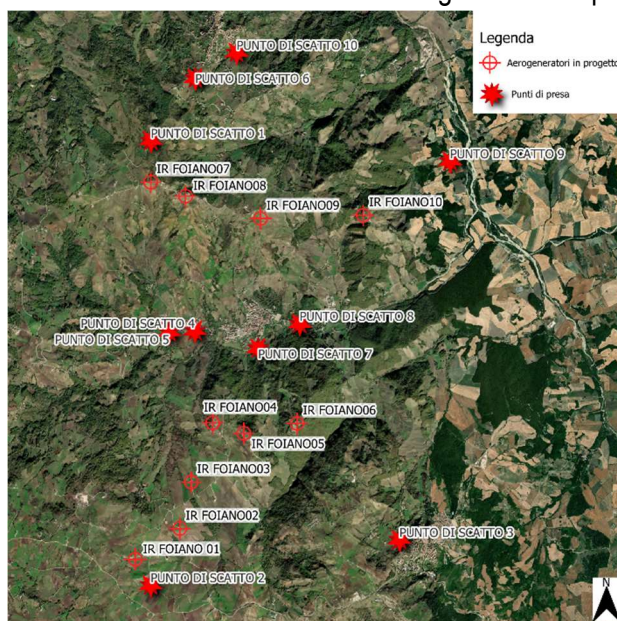 PUNTO DI SCATTO 10
Legenda
Aerogeneratori in progetto
PUNTO DI SCATTO 6
Punti di presa
PUNTO DI SCATTO 1
PUNTO DI SCATTO 9
IR FOIANO07
IR FOIANO08
IR FOIANO09
IR FOIANO10
PUNTO DI SCATTO 4
PUNTO DI SCATTO 8
PUNTO DI SCATTO 5
PUNTO DI SCATTO 7
IR FOIANO04
IR FOIANO06
IR FOIANO05
IR FOIANO03
IR FOIANO02
PUNTO DI SCATTO 3
IR FOIANO 01
PUNTO DI SCATTO 2
N